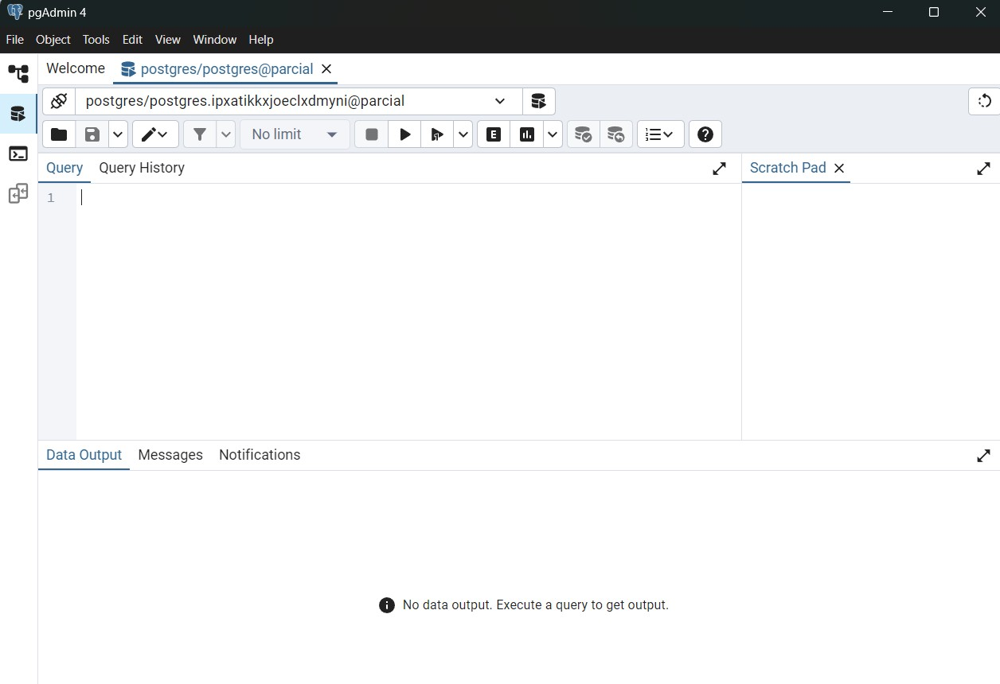 pgAdmin 4
File Object Tools Edit View Window Help
Welcome postgres/postgres@parcial
postgres/postgres.ipxatikkxjoeclxdmyni@parcial
No limit E
Query Query History Scratch Pad
1
Data Output Messages Notifications
No data output. Execute a query to get output.